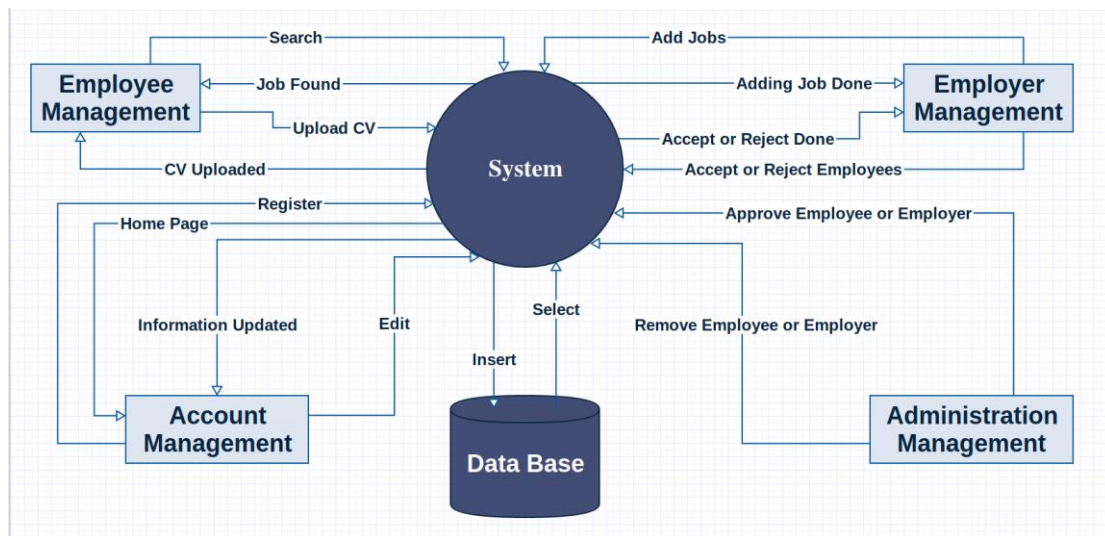 Search
Add Jobs
Employee
Management
Job Found
Adding Job Done
Employer
Management
Upload CV
Accept or Reject Done
System
CV Uploaded
Accept or Reject Employees
Register
Home Page
Approve Employee or Employer
Information Updated
Edit
Select
Remove Employee or Employer
Insert
Account
Management
Data Base
Administration
Management